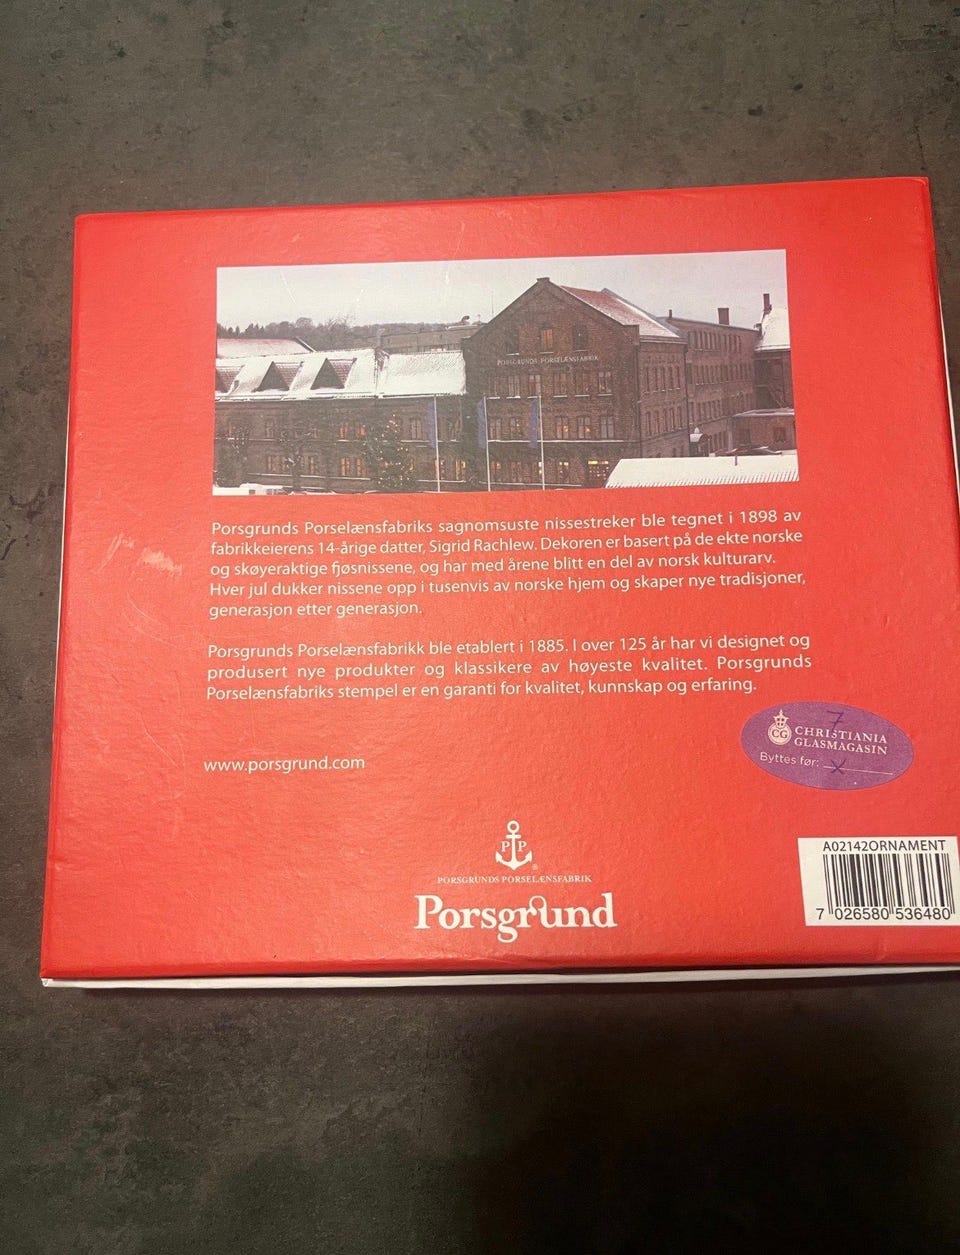 PORSGRUNDS PORSELÆNSFABRIK
Porsgrunds Porselænsfabriks sagnomsuste nissestreker ble tegnet i 1898 av
fabrikkeierens 14-årige datter, Sigrid Rachlew. Dekoren er basert på de ekte norske
og skøyeraktige fjøsnissene, og har med årene blitt en del av norsk kulturarv.
Hver jul dukker nissene opp i tusenvis av norske hjem og skaper nye tradisjoner,
generasjon etter generasjon.
Porsgrunds Porselænsfabrikk ble etablert i 1885. I over 125 år har vi designet og
produsert nye produkter og klassikere av høyeste kvalitet. Porsgrunds
Porselænsfabriks stempel er en garanti for kvalitet, kunnskap og erfaring.
www.porsgrund.com
7
CG CHRISTIANIA
GLASMAGASIN
Byttes før: X
P P ®
PORSGRUNDS PORSELÆNSFABRIK
Porsgrund
A02142ORNAMENT
7 026580 536480